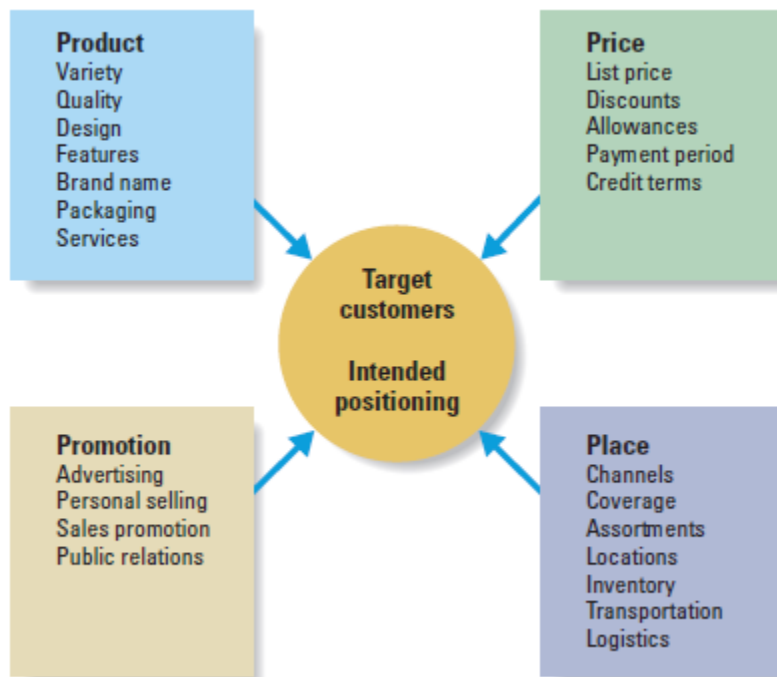 Product
Variety
Quality
Design
Features
Brand name
Packaging
Services
Price
List price
Discounts
Allowances
Payment period
Credit terms
Target
customers
Intended
positioning
Promotion
Advertising
Personal selling
Sales promotion
Public relations
Place
Channels
Coverage
Assortments
Locations
Inventory
Transportation
Logistics